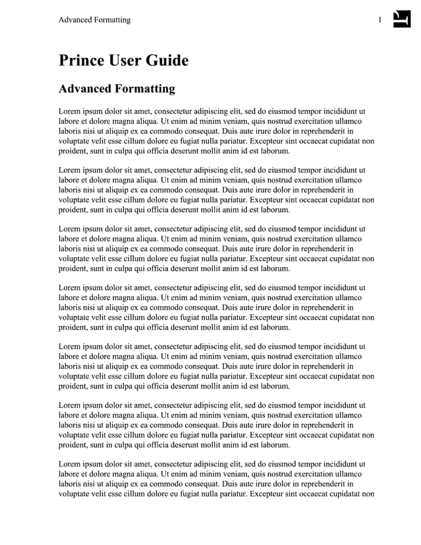 Advanced Formatting 1
Prince User Guide
Advanced Formatting
Lorem ipsum dolor sit amet, consectetur adipiscing elit, sed do eiusmod tempor incididunt ut
labore et dolore magna aliqua. Ut enim ad minim veniam, quis nostrud exercitation ullamco
laboris nisi ut aliquip ex ea commodo consequat. Duis aute irure dolor in reprehenderit in
voluptate velit esse cillum dolore eu fugiat nulla pariatur. Excepteur sint occaecat cupidatat non
proident, sunt in culpa qui officia deserunt mollit anim id est laborum.
Lorem ipsum dolor sit amet, consectetur adipiscing elit, sed do eiusmod tempor incididunt ut
labore et dolore magna aliqua. Ut enim ad minim veniam, quis nostrud exercitation ullamco
laboris nisi ut aliquip ex ea commodo consequat. Duis aute irure dolor in reprehenderit in
voluptate velit esse cillum dolore eu fugiat nulla pariatur. Excepteur sint occaecat cupidatat non
proident, sunt in culpa qui officia deserunt mollit anim id est laborum.
Lorem ipsum dolor sit amet, consectetur adipiscing elit, sed do eiusmod tempor incididunt ut
labore et dolore magna aliqua. Ut enim ad minim veniam, quis nostrud exercitation ullamco
laboris nisi ut aliquip ex ea commodo consequat. Duis aute irure dolor in reprehenderit in
voluptate velit esse cillum dolore eu fugiat nulla pariatur. Excepteur sint occaecat cupidatat non
proident, sunt in culpa qui officia deserunt mollit anim id est laborum.
Lorem ipsum dolor sit amet, consectetur adipiscing elit, sed do eiusmod tempor incididunt ut
labore et dolore magna aliqua. Ut enim ad minim veniam, quis nostrud exercitation ullamco
laboris nisi ut aliquip ex ea commodo consequat. Duis aute irure dolor in reprehenderit in
voluptate velit esse cillum dolore eu fugiat nulla pariatur. Excepteur sint occaecat cupidatat non
proident, sunt in culpa qui officia deserunt mollit anim id est laborum.
Lorem ipsum dolor sit amet, consectetur adipiscing elit, sed do eiusmod tempor incididunt ut
labore et dolore magna aliqua. Ut enim ad minim veniam, quis nostrud exercitation ullamco
laboris nisi ut aliquip ex ea commodo consequat. Duis aute irure dolor in reprehenderit in
voluptate velit esse cillum dolore eu fugiat nulla pariatur. Excepteur sint occaecat cupidatat non
proident, sunt in culpa qui officia deserunt mollit anim id est laborum.
Lorem ipsum dolor sit amet, consectetur adipiscing elit, sed do eiusmod tempor incididunt ut
labore et dolore magna aliqua. Ut enim ad minim veniam, quis nostrud exercitation ullamco
laboris nisi ut aliquip ex ea commodo consequat. Duis aute irure dolor in reprehenderit in
voluptate velit esse cillum dolore eu fugiat nulla pariatur. Excepteur sint occaecat cupidatat non
proident, sunt in culpa qui officia deserunt mollit anim id est laborum.
Lorem ipsum dolor sit amet, consectetur adipiscing elit, sed do eiusmod tempor incididunt ut
labore et dolore magna aliqua. Ut enim ad minim veniam, quis nostrud exercitation ullamco
laboris nisi ut aliquip ex ea commodo consequat. Duis aute irure dolor in reprehenderit in
voluptate velit esse cillum dolore eu fugiat nulla pariatur. Excepteur sint occaecat cupidatat non